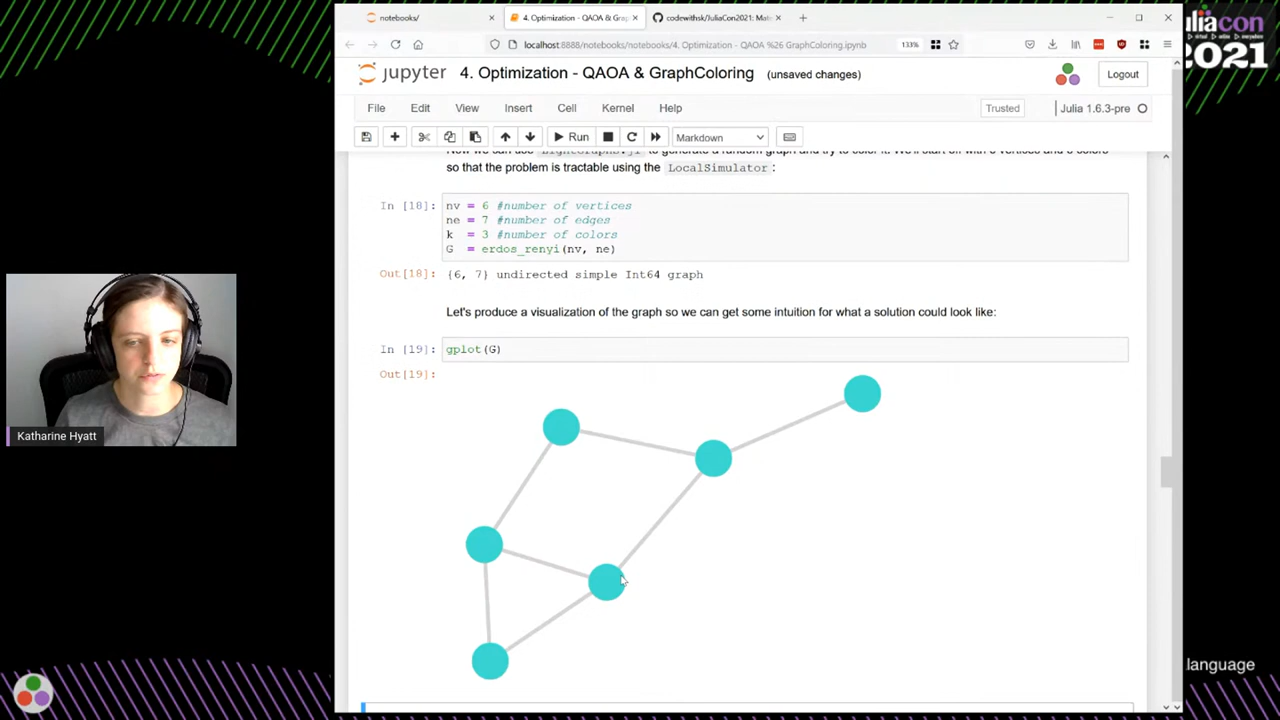 notebooks/
4. Optimization - QAOA & Gra
codewithsk/JuliaCon2021: Mate
localhost:8888/notebooks/notebooks/4. Optimization - QAOA %26 GraphColoring.ipynb
133%
uliacon
2021
jupyter
4. Optimization - QAOA & GraphColoring (unsaved changes)
Logout
File Edit View Insert Cell Kernel Help
Trusted
Julia 1.6.3-pre
Run
Markdown
so that the problem is tractable using the LocalSimulator :
In [18]: nv = 6 #number of vertices
ne = 7 #number of edges
k = 3 #number of colors
G = erdos_renyi(nv, ne)
Out[18]: {6, 7} undirected simple Int64 graph
Let's produce a visualization of the graph so we can get some intuition for what a solution could look like:
In [19]: gplot(G)
Out[19]:
Katharine Hyatt
language